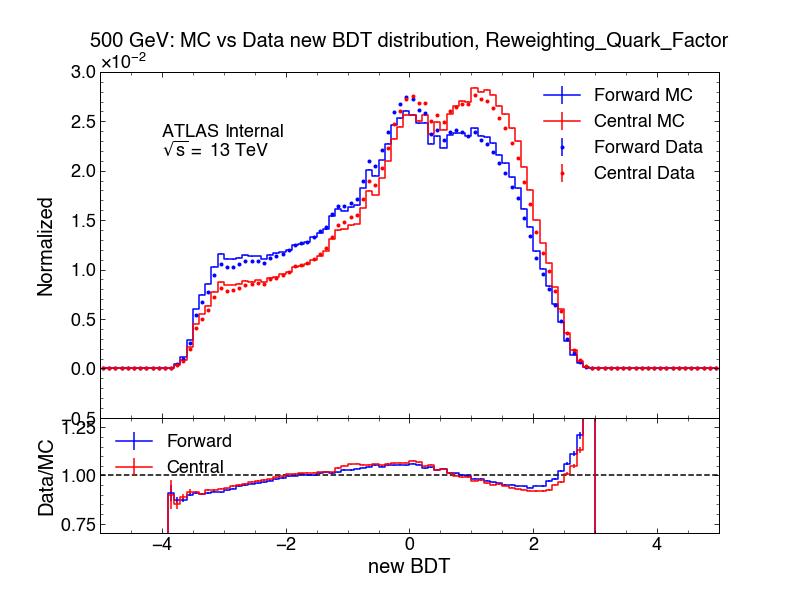 500 GeV: MC vs Data new BDT distribution, Reweighting_Quark_Factor
×10⁻²
3.0
2.5
2.0
1.5
1.0
0.5
0.0
−0.5
Normalized
ATLAS Internal
√s = 13 TeV
Forward MC
Central MC
Forward Data
Central Data
1.25
1.00
0.75
Data/MC
Forward
Central
−4 −2 0 2 4
new BDT